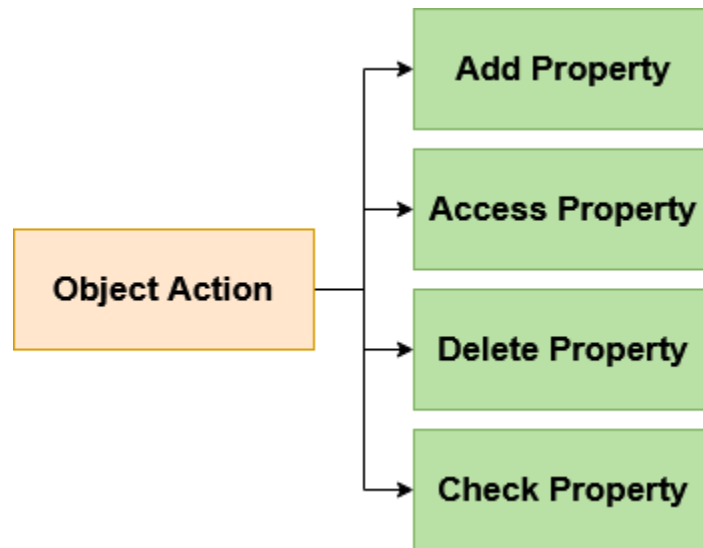 Add Property
Access Property
Object Action
Delete Property
Check Property